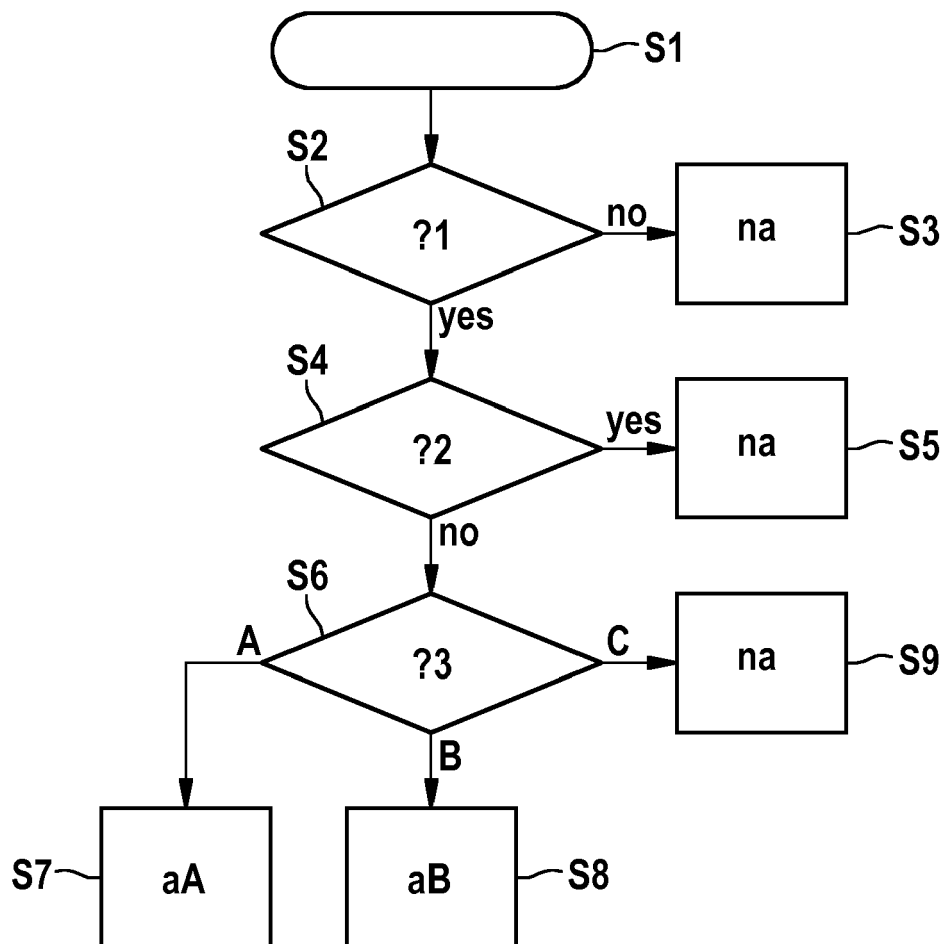 S1
S2
?1
no
na
S3
yes
S4
?2
yes
na
S5
no
S6
A
?3
C
na
S9
B
S7
aA
aB
S8